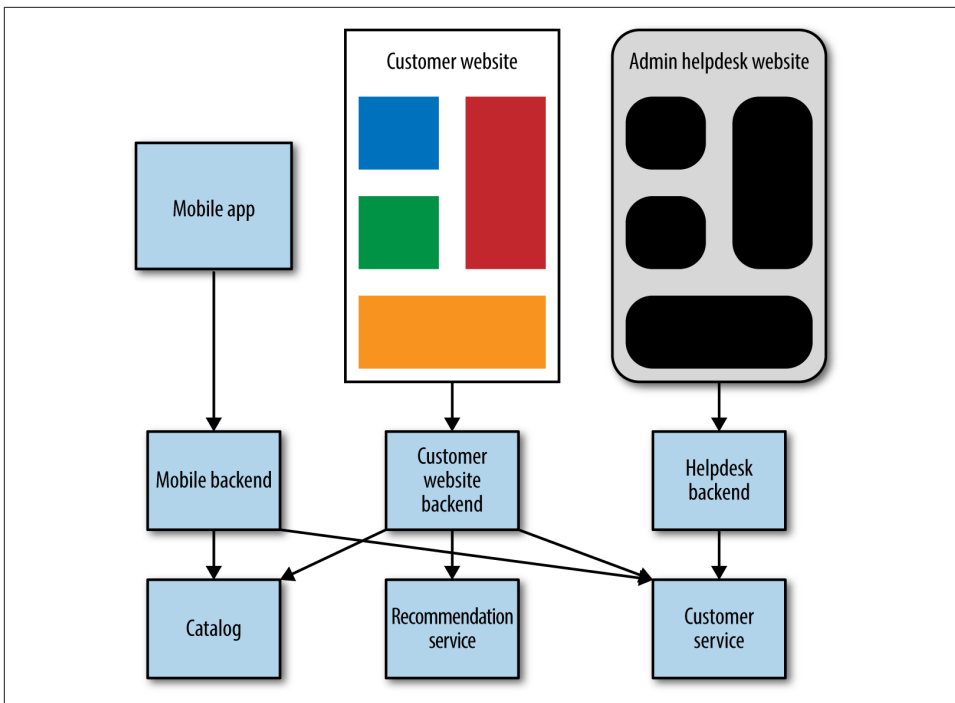 Customer website
Admin helpdesk website
Mobile app
Mobile backend
Customer
website
backend
Helpdesk
backend
Catalog
Recommendation
service
Customer
service